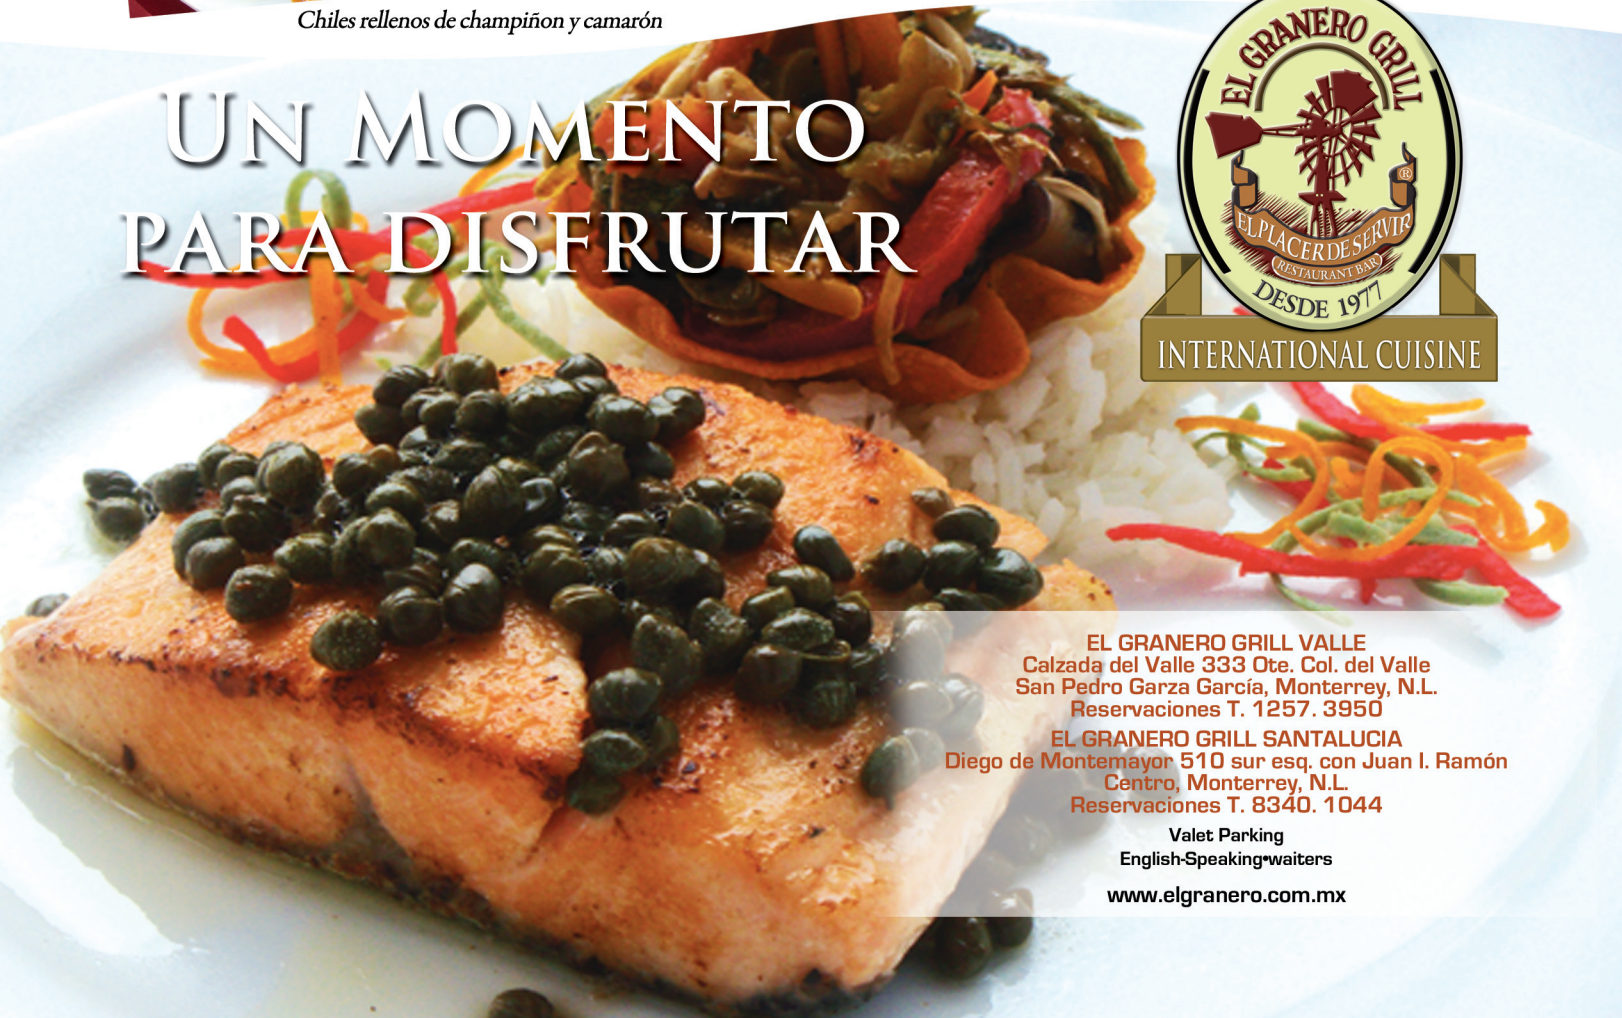 Chiles rellenos de champiñon y camarón
UN MOMENTO
PARA DISFRUTAR
EL GRANERO GRILL
®
EL PLACER DE SERVIR
RESTAURANT BAR
DESDE 1977
INTERNATIONAL CUISINE
EL GRANERO GRILL VALLE
Calzada del Valle 333 Ote. Col. del Valle
San Pedro Garza García, Monterrey, N.L.
Reservaciones T. 1257. 3950
EL GRANERO GRILL SANTALUCIA
Diego de Montemayor 510 sur esq. con Juan I. Ramón
Centro, Monterrey, N.L.
Reservaciones T. 8340. 1044
Valet Parking
English-Speaking•waiters
www.elgranero.com.mx